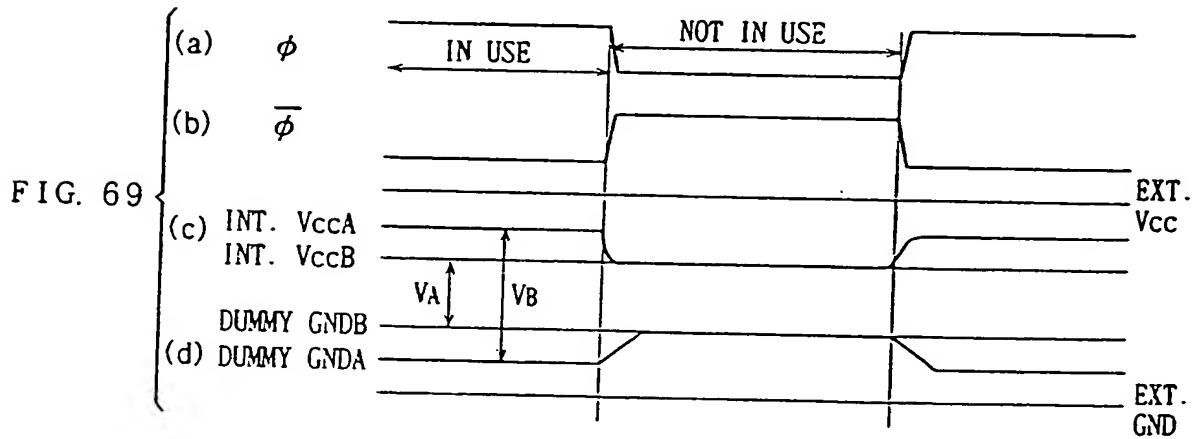 FIG. 69
(a) φ
IN USE
NOT IN USE
(b) φ̅
EXT.
Vcc
(c) INT. VccA
INT. VccB
VA
VB
DUMMY GNDB
(d) DUMMY GNDA
EXT.
GND